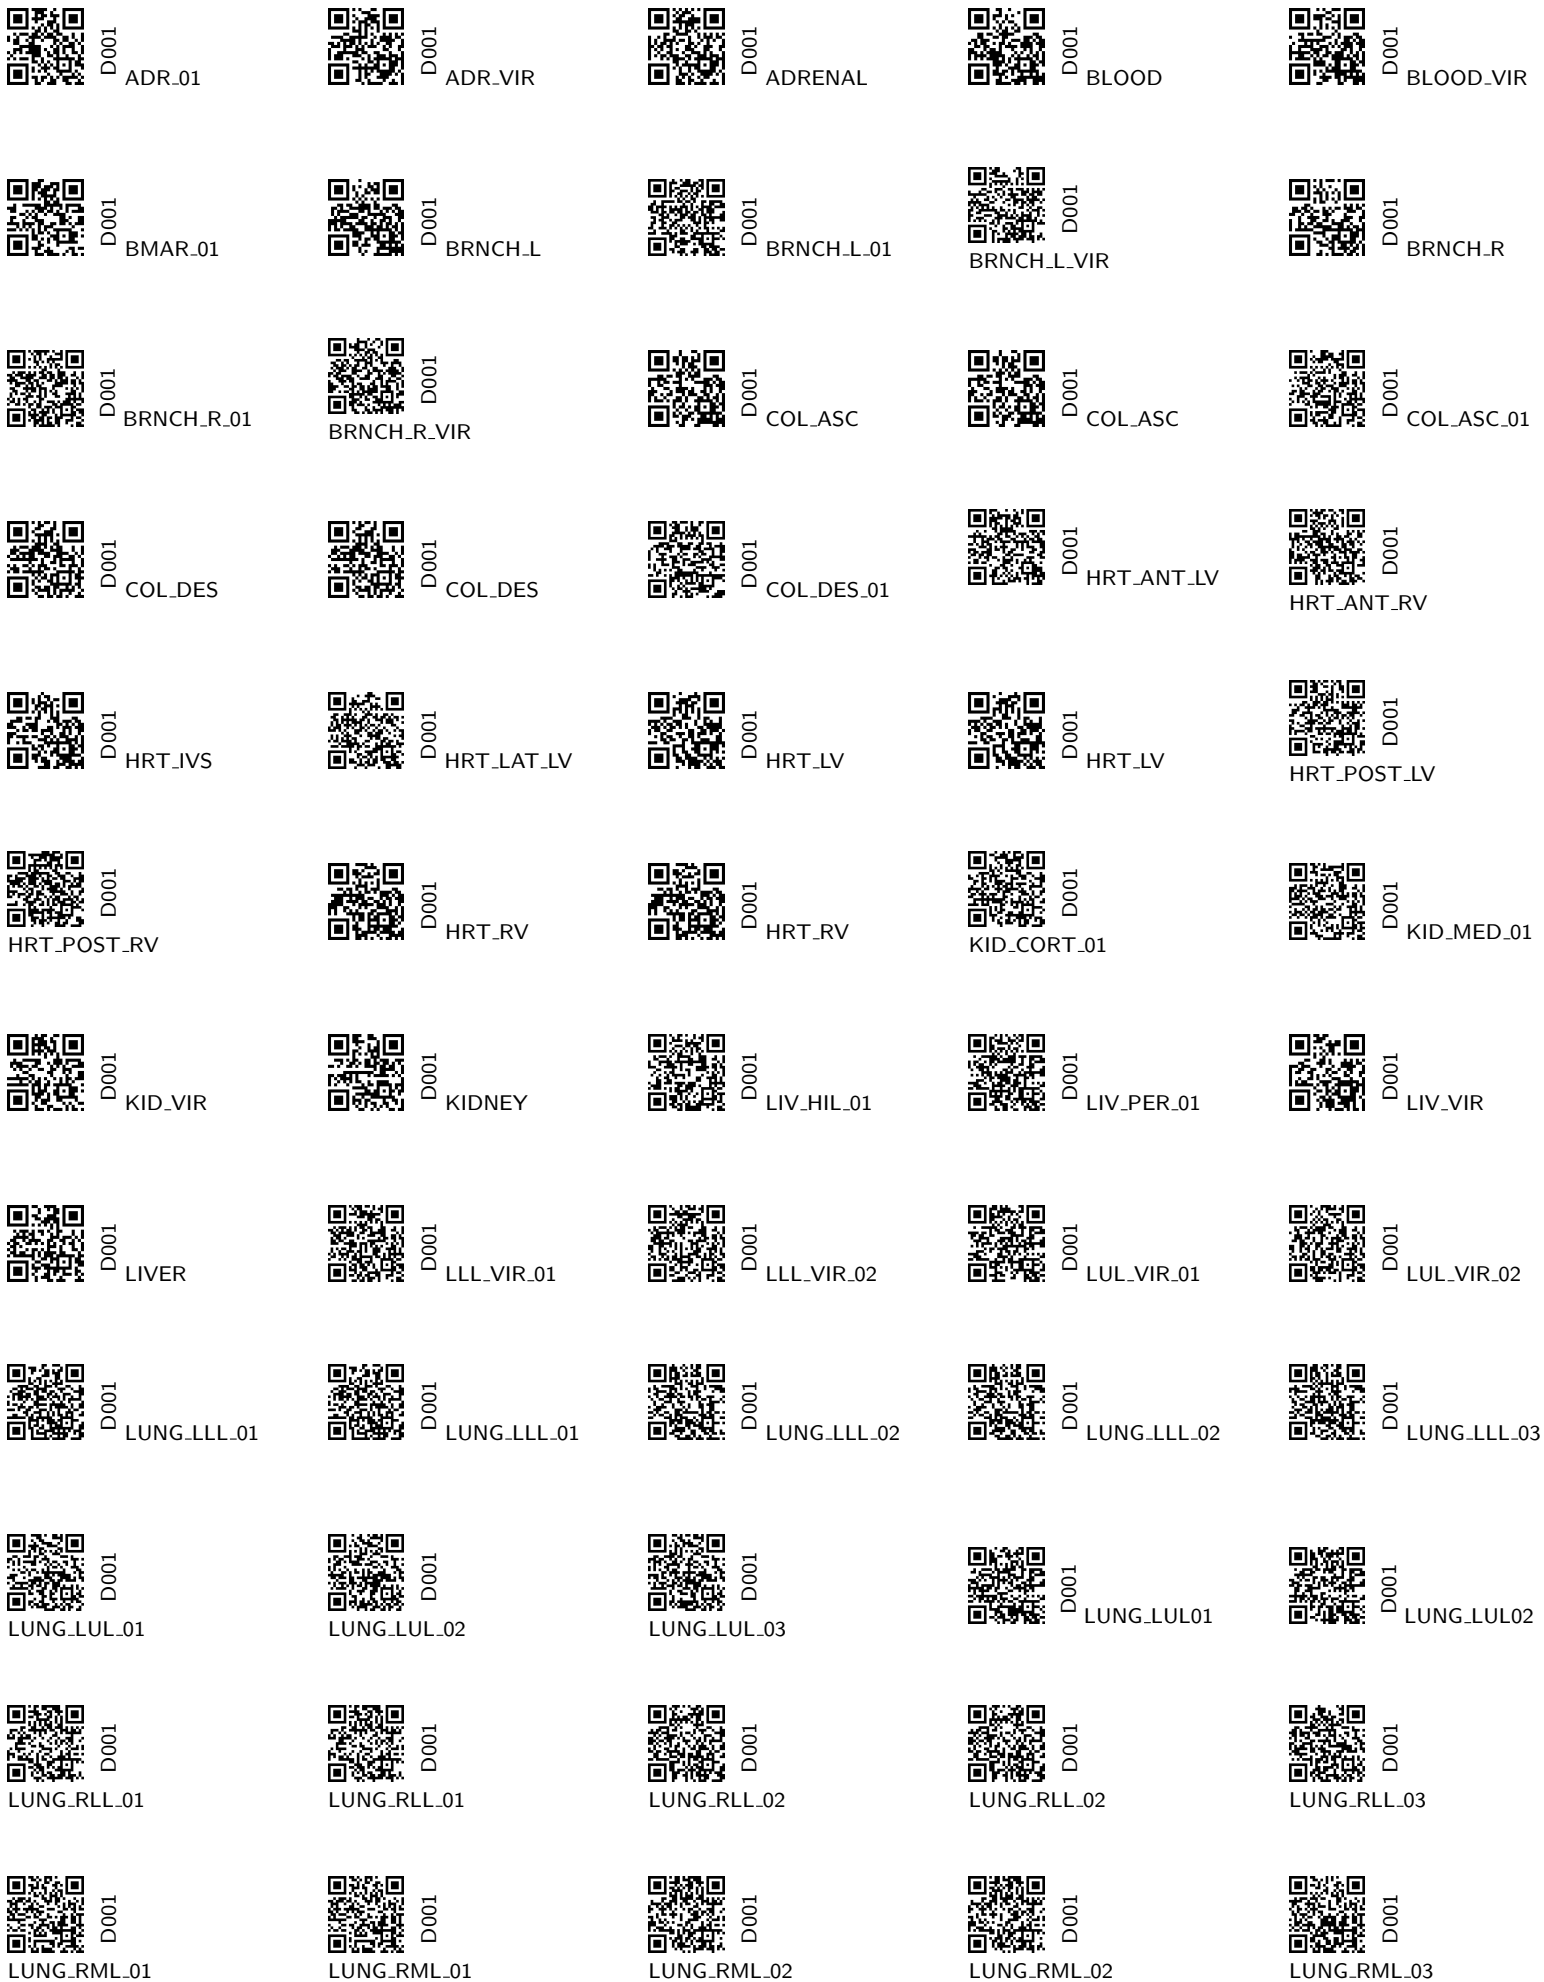 D001 ADR_01
D001 ADR_VIR
D001 ADRENAL
D001 BLOOD
D001 BLOOD_VIR
D001 BMAR_01
D001 BRNCH_L
D001 BRNCH_L_01
D001 BRNCH_L_VIR
D001 BRNCH_R
D001 BRNCH_R_01
D001 BRNCH_R_VIR
D001 COL_ASC
D001 COL_ASC
D001 COL_ASC_01
D001 COL_DES
D001 COL_DES
D001 COL_DES_01
D001 HRT_ANT_LV
D001 HRT_ANT_RV
D001 HRT_IVS
D001 HRT_LAT_LV
D001 HRT_LV
D001 HRT_LV
D001 HRT_POST_LV
D001 HRT_POST_RV
D001 HRT_RV
D001 HRT_RV
D001 KID_CORT_01
D001 KID_MED_01
D001 KID_VIR
D001 KIDNEY
D001 LIV_HIL_01
D001 LIV_PER_01
D001 LIV_VIR
D001 LIVER
D001 LLL_VIR_01
D001 LLL_VIR_02
D001 LUL_VIR_01
D001 LUL_VIR_02
D001 LUNG_LLL_01
D001 LUNG_LLL_01
D001 LUNG_LLL_02
D001 LUNG_LLL_02
D001 LUNG_LLL_03
D001 LUNG_LUL_01
D001 LUNG_LUL_02
D001 LUNG_LUL_03
D001 LUNG_LUL01
D001 LUNG_LUL02
D001 LUNG_RLL_01
D001 LUNG_RLL_01
D001 LUNG_RLL_02
D001 LUNG_RLL_02
D001 LUNG_RLL_03
D001 LUNG_RML_01
D001 LUNG_RML_01
D001 LUNG_RML_02
D001 LUNG_RML_02
D001 LUNG_RML_03